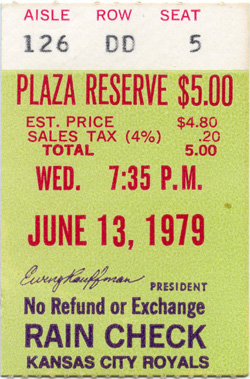 AISLE ROW SEAT
126 DD 5
PLAZA RESERVE $5.00
EST. PRICE $4.80
SALES TAX (4%) .20
TOTAL 5.00
WED. 7:35 P.M.
JUNE 13, 1979
Ewing Kauffman
PRESIDENT
No Refund or Exchange
RAIN CHECK
KANSAS CITY ROYALS